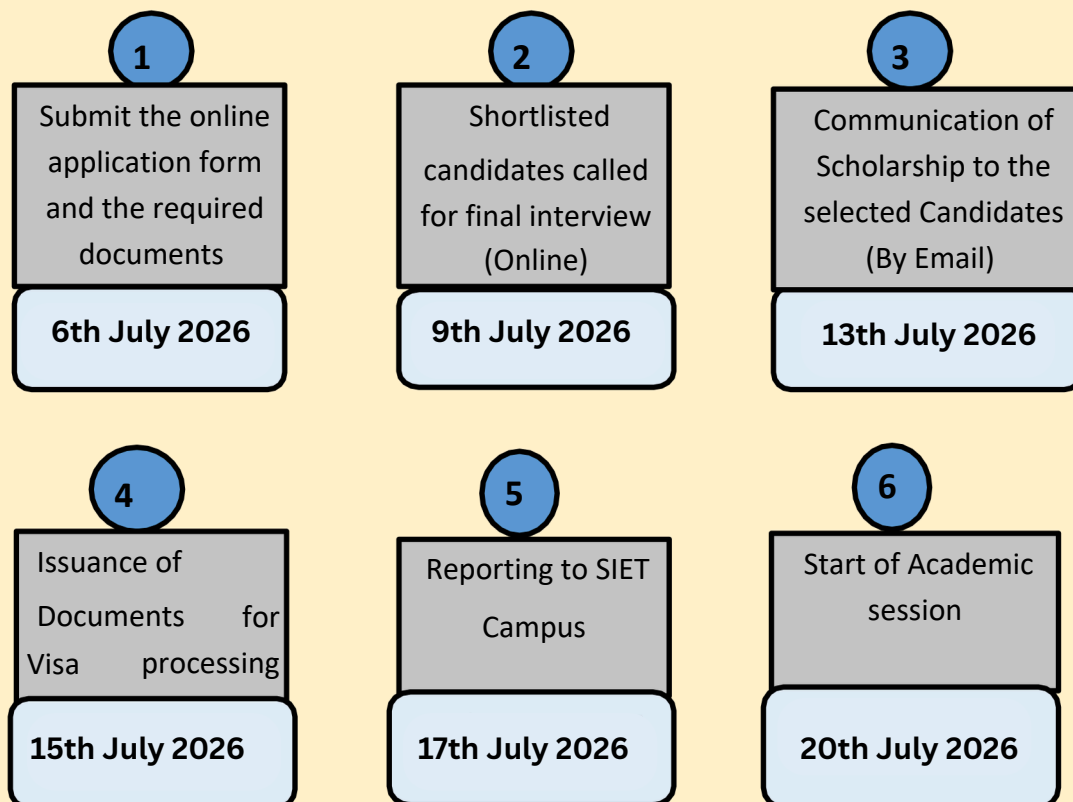 1
Submit the online
application form
and the required
documents
6th July 2026
2
Shortlisted
candidates called
for final interview
(Online)
9th July 2026
3
Communication of
Scholarship to the
selected Candidates
(By Email)
13th July 2026
4
Issuance of
Documents for
Visa processing
15th July 2026
5
Reporting to SIET
Campus
17th July 2026
6
Start of Academic
session
20th July 2026